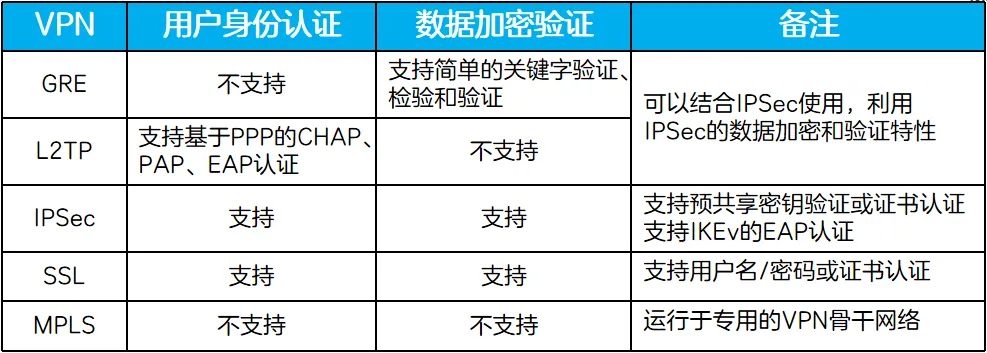 VPN 用户身份认证 数据加密验证 备注
GRE 不支持 支持简单的关键字验证、
检验和验证
可以结合IPSec使用，利用
IPSec的数据加密和验证特性
L2TP 支持基于PPP的CHAP、
PAP、EAP认证
不支持
IPSec 支持 支持 支持预共享密钥验证或证书认证
支持IKEv的EAP认证
SSL 支持 支持 支持用户名/密码或证书认证
MPLS 不支持 不支持 运行于专用的VPN骨干网络